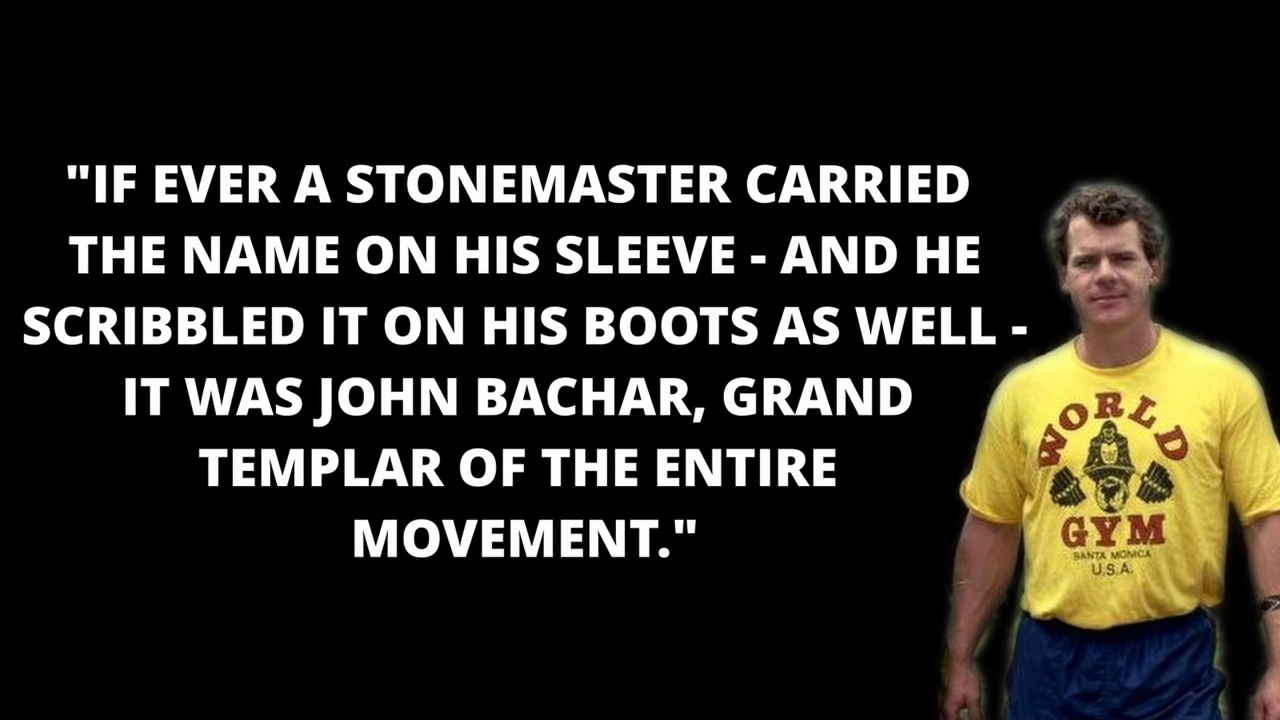 "IF EVER A STONEMASTER CARRIED
THE NAME ON HIS SLEEVE - AND HE
SCRIBBLED IT ON HIS BOOTS AS WELL -
IT WAS JOHN BACHAR, GRAND
TEMPLAR OF THE ENTIRE
MOVEMENT."
WORLD
GYM
SANTA MONICA
U.S.A.